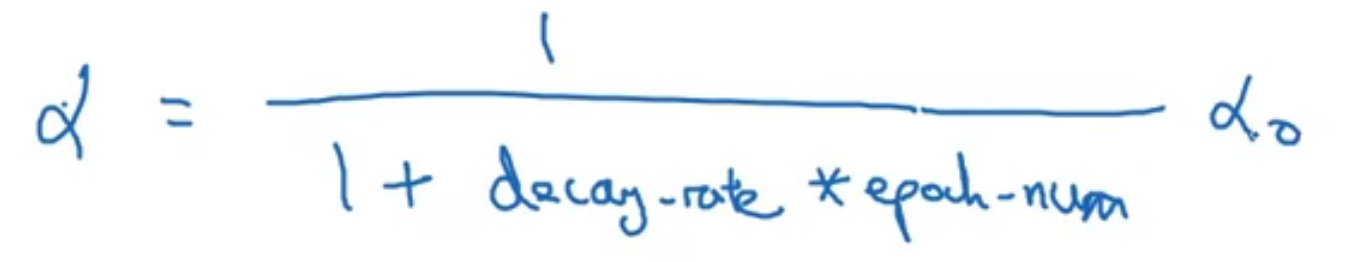 α = 1 / (1 + decay-rate * epoch-num) α₀